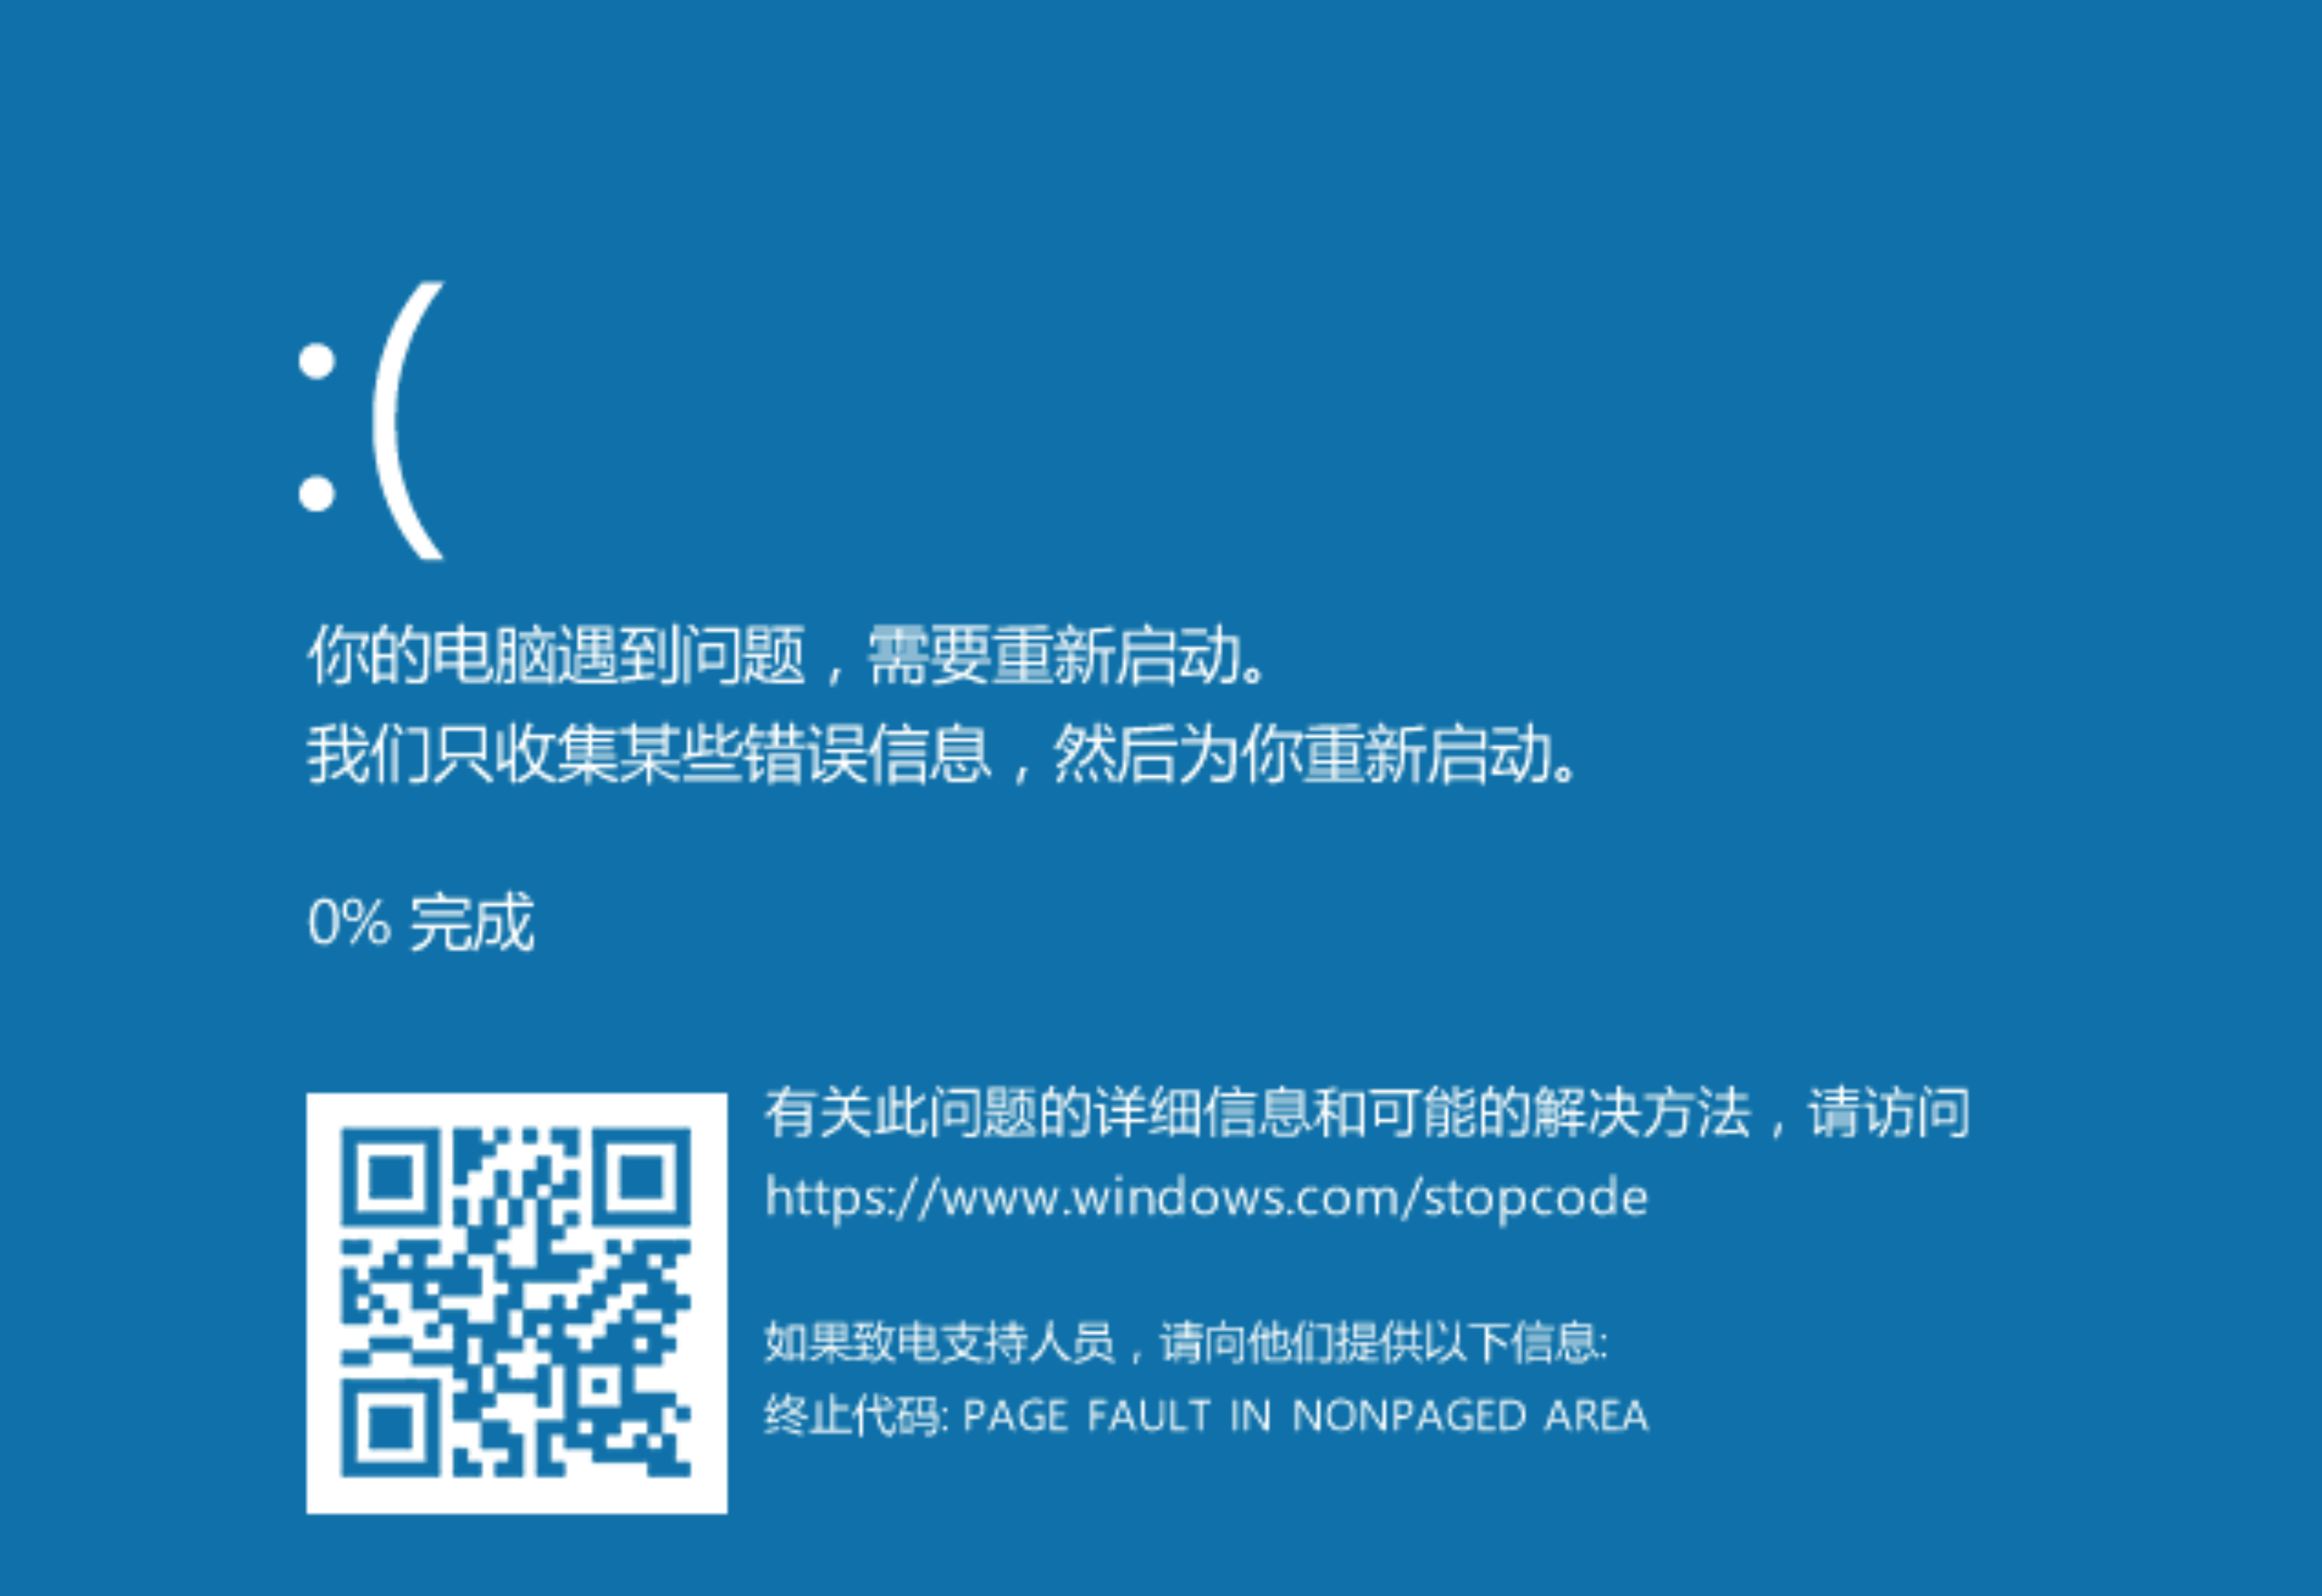 :(
你的电脑遇到问题，需要重新启动。
我们只收集某些错误信息，然后为你重新启动。
0% 完成
有关此问题的详细信息和可能的解决方法，请访问
https://www.windows.com/stopcode
如果致电支持人员，请向他们提供以下信息:
终止代码: PAGE FAULT IN NONPAGED AREA